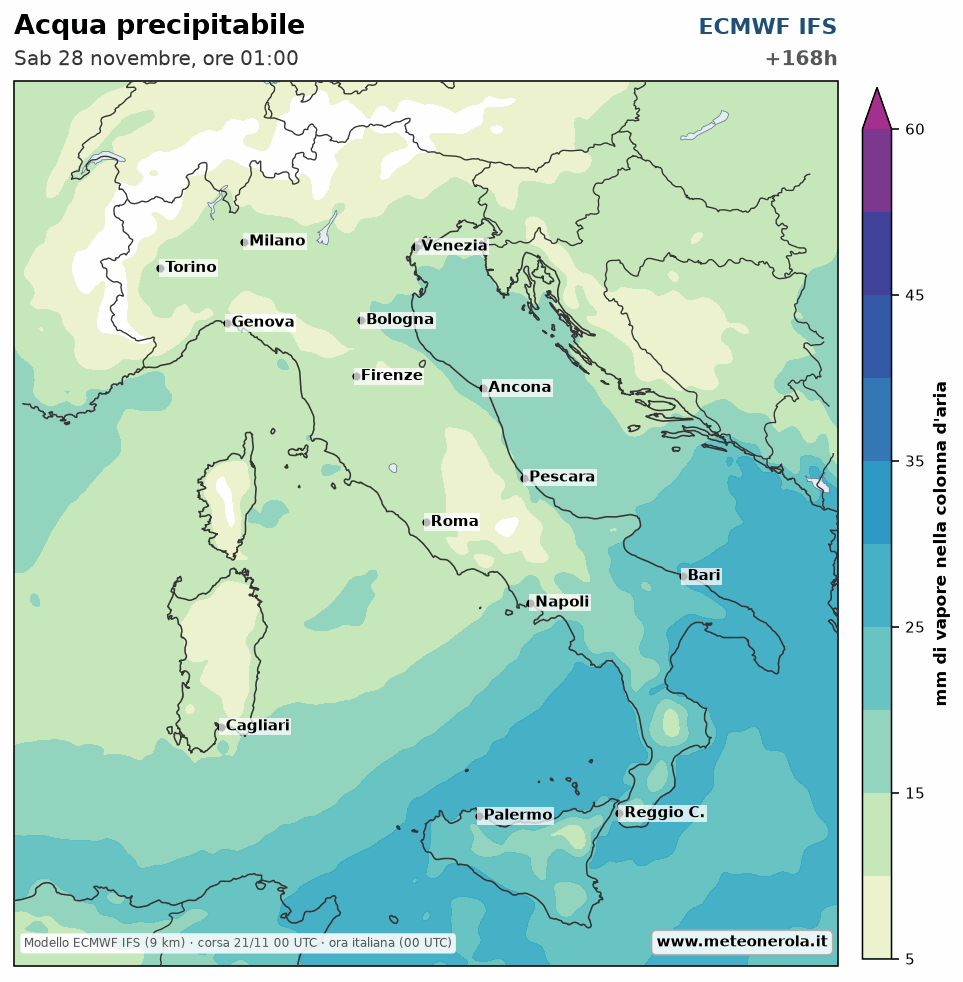 Acqua precipitabile
ECMWF IFS
Sab 28 novembre, ore 01:00
+168h
Milano
Venezia
Torino
Genova
Bologna
Firenze
Ancona
Pescara
Roma
Bari
Napoli
Cagliari
Palermo
Reggio C.
60
45
35
25
15
5
mm di vapore nella colonna d'aria
Modello ECMWF IFS (9 km) · corsa 21/11 00 UTC · ora italiana (00 UTC)
www.meteonerola.it